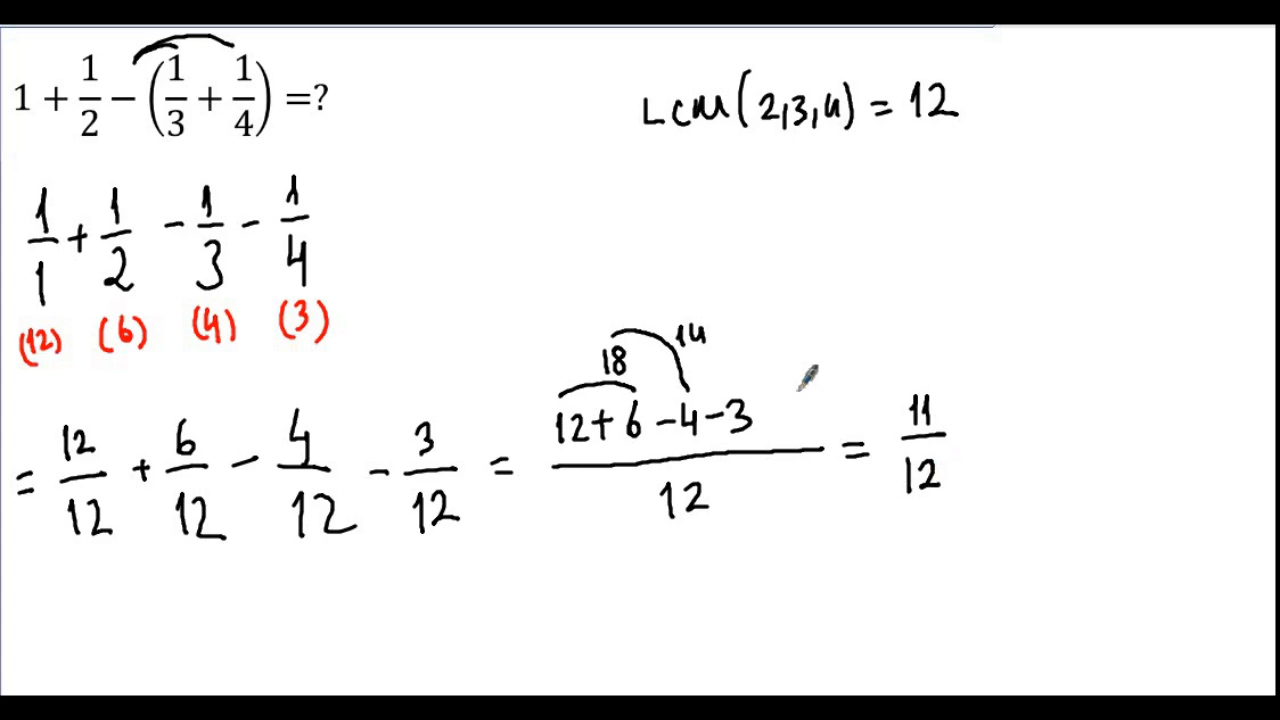 1 + 1/2 − (1/3 + 1/4) =?
LCM(2,3,4) = 12
1/1 + 1/2 - 1/3 - 1/4
(12) (6) (4) (3)
18 14
= 12/12 + 6/12 - 4/12 - 3/12 = 12+6-4-3/12 = 11/12